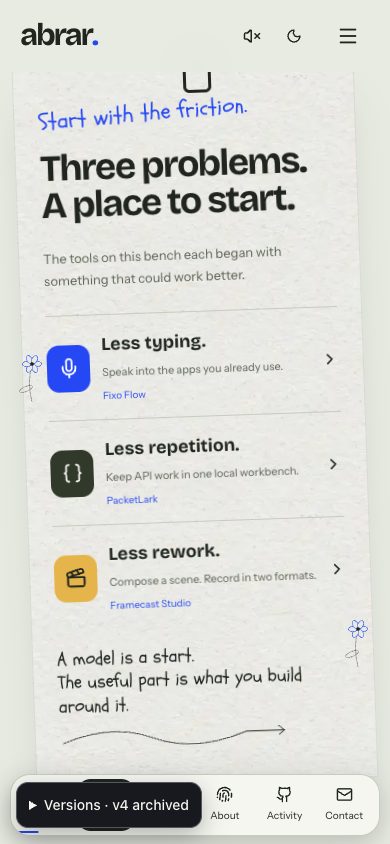 abrar.
Start with the friction.
Three problems.
A place to start.
The tools on this bench each began with
something that could work better.
Less typing.
Speak into the apps you already use.
Fixo Flow
{ }
Less repetition.
Keep API work in one local workbench.
PacketLark
Less rework.
Compose a scene. Record in two formats.
Framecast Studio
A model is a start.
The useful part is what you build
around it.
Versions · v4 archived
About
Activity
Contact